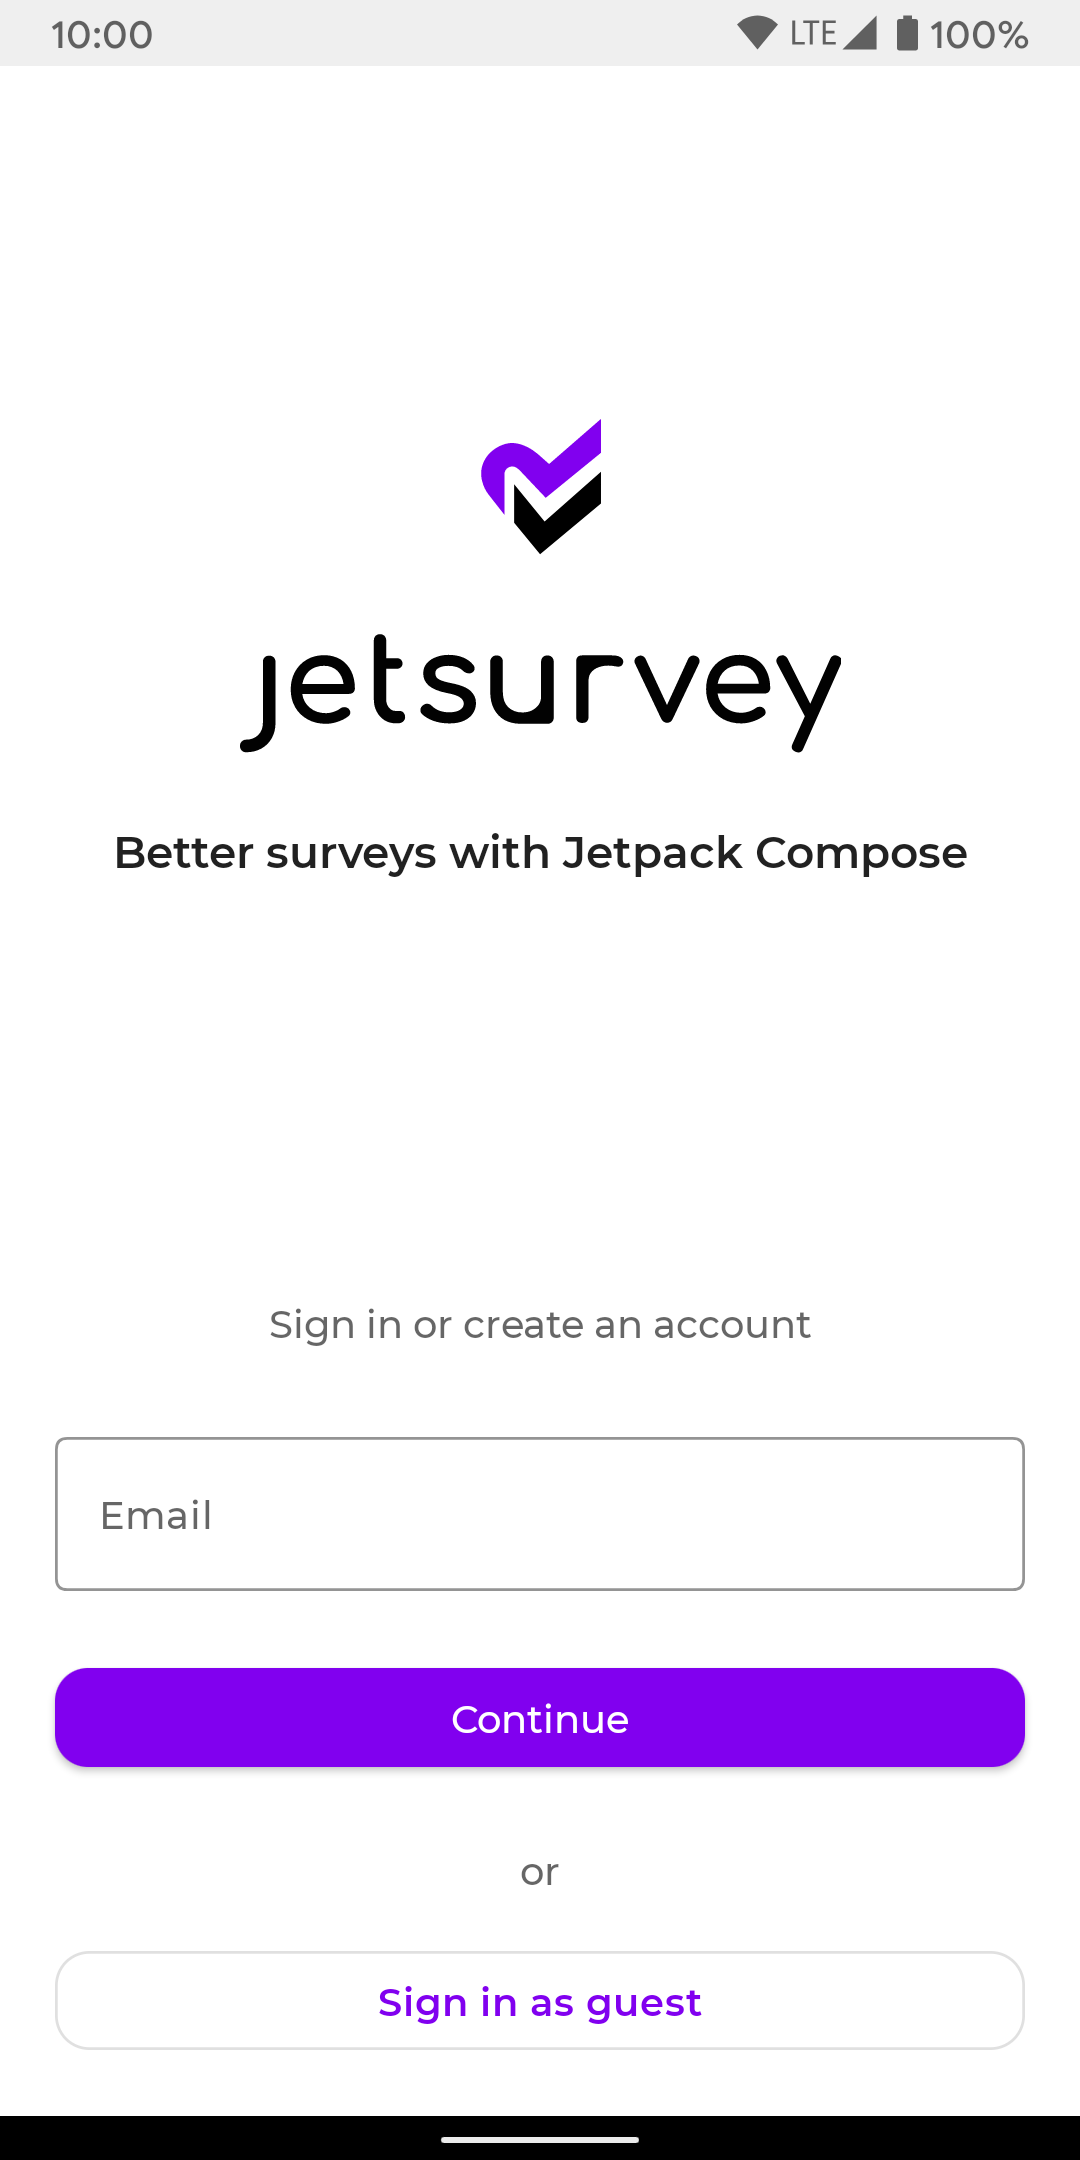 10:00 LTE 100%
jetsurvey
Better surveys with Jetpack Compose
Sign in or create an account
Email
Continue
or
Sign in as guest